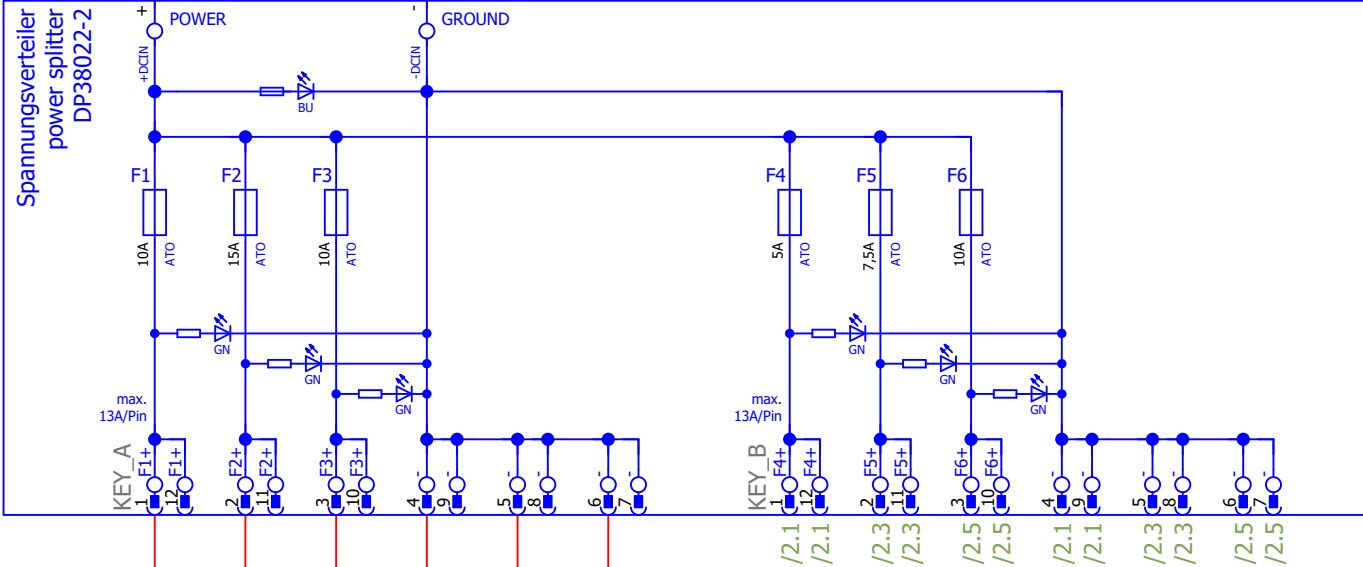 Spannungsverteiler
power splitter
DP38022-2
+
POWER
+DCIN
-
GROUND
-DCIN
BU
F1
10A
ATO
F2
15A
ATO
F3
10A
ATO
F4
5A
ATO
F5
7,5A
ATO
F6
10A
ATO
GN
GN
GN
GN
GN
GN
max.
13A/Pin
max.
13A/Pin
KEY_A
F1+
1
F1+
12
F2+
2
F2+
11
F3+
3
F3+
10
-
4
-
9
-
5
-
8
-
6
-
7
KEY_B
F4+
1
F4+
12
F5+
2
F5+
11
F6+
3
F6+
10
-
4
-
9
-
5
-
8
-
6
-
7
/2.1
/2.1
/2.3
/2.3
/2.5
/2.5
/2.1
/2.1
/2.3
/2.3
/2.5
/2.5